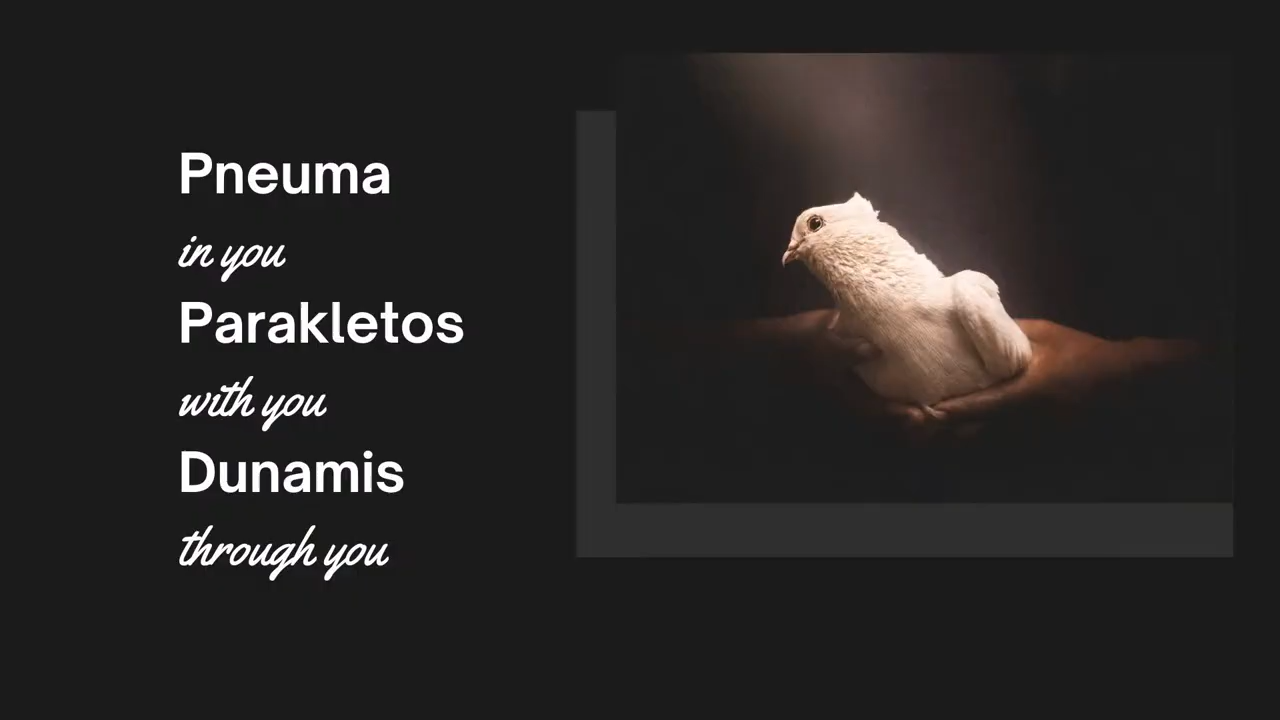 Pneuma
in you
Parakletos
with you
Dunamis
through you